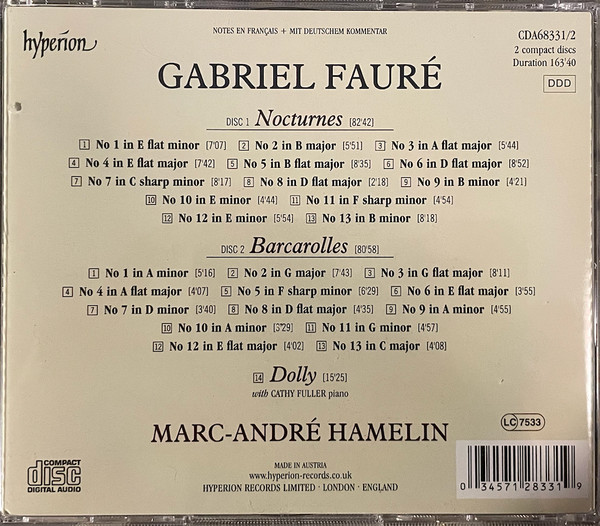 hyperion
NOTES EN FRANÇAIS + MIT DEUTSCHEM KOMMENTAR
CDA68331/2
2 compact discs
Duration 163'40
DDD
GABRIEL FAURÉ
DISC 1 Nocturnes [82'42]
1 No 1 in E flat minor [7'07] 2 No 2 in B major [5'51] 3 No 3 in A flat major [5'44]
4 No 4 in E flat major [7'42] 5 No 5 in B flat major [8'35] 6 No 6 in D flat major [8'52]
7 No 7 in C sharp minor [8'17] 8 No 8 in D flat major [2'18] 9 No 9 in B minor [4'21]
10 No 10 in E minor [4'44] 11 No 11 in F sharp minor [4'54]
12 No 12 in E minor [5'54] 13 No 13 in B minor [8'18]
DISC 2 Barcarolles [80'58]
1 No 1 in A minor [5'16] 2 No 2 in G major [7'43] 3 No 3 in G flat major [8'11]
4 No 4 in A flat major [4'07] 5 No 5 in F sharp minor [6'29] 6 No 6 in E flat major [3'55]
7 No 7 in D minor [3'40] 8 No 8 in D flat major [4'35] 9 No 9 in A minor [4'55]
10 No 10 in A minor [3'29] 11 No 11 in G minor [4'57]
12 No 12 in E flat major [4'02] 13 No 13 in C major [4'08]
14 Dolly [15'25]
with CATHY FULLER piano
MARC-ANDRÉ HAMELIN
LC 7533
COMPACT
disc
DIGITAL AUDIO
MADE IN AUSTRIA
www.hyperion-records.co.uk
HYPERION RECORDS LIMITED · LONDON · ENGLAND
0 34571 28331 9